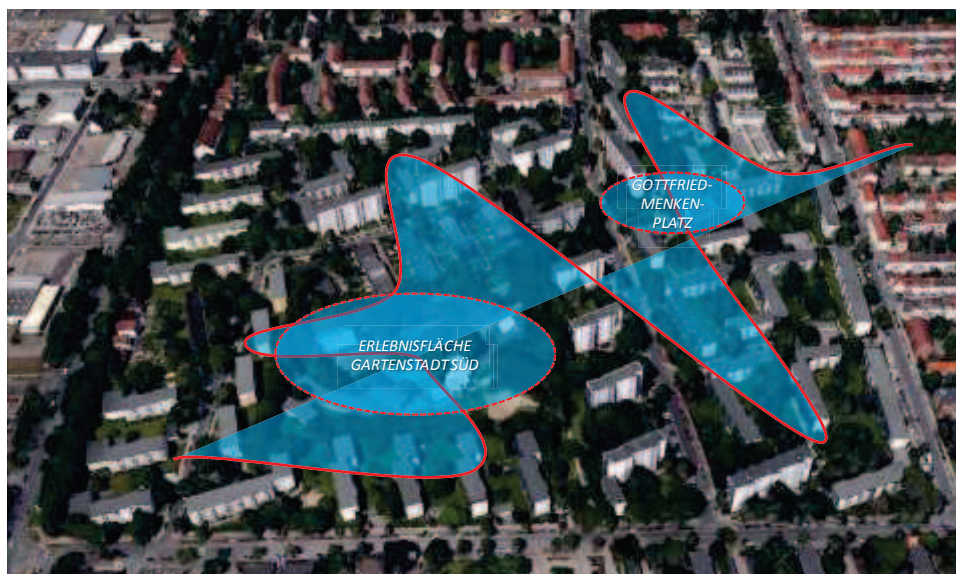 GOTTFRIED-
MENKEN-
PLATZ
ERLEBNISFLÄCHE
GARTENSTADT SÜD